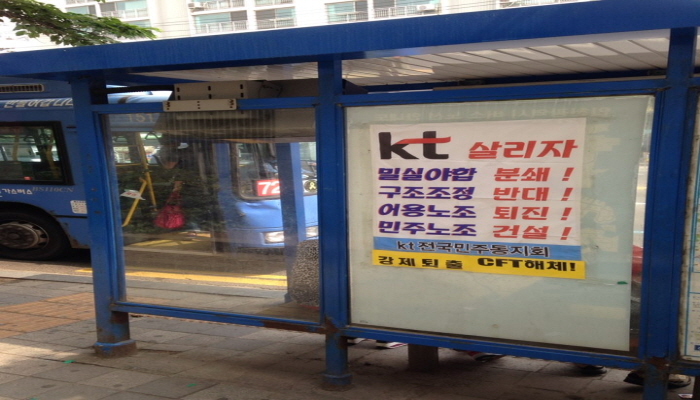 kt 살리자
밀실야합 분쇄!
구조조정 반대!
어용노조 퇴진!
민주노조 건설!
kt전국민주동지회
강제퇴출 CFT해체!
72